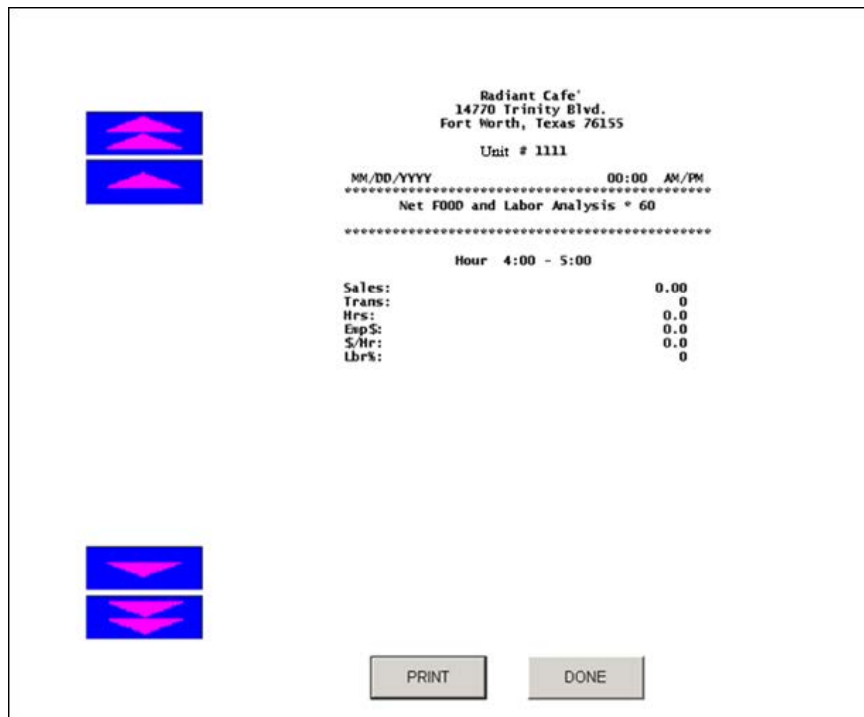 Radiant Cafe'
14770 Trinity Blvd.
Fort Worth, Texas 76155
Unit # 1111
MM/DD/YYYY 00:00 AM/PM
**********************************************
Net FOOD and Labor Analysis * 60
**********************************************
Hour 4:00 - 5:00
Sales: 0.00
Trans: 0
Hrs: 0.0
Emp$: 0.0
$/Hr: 0.0
Lbr%: 0
PRINT DONE